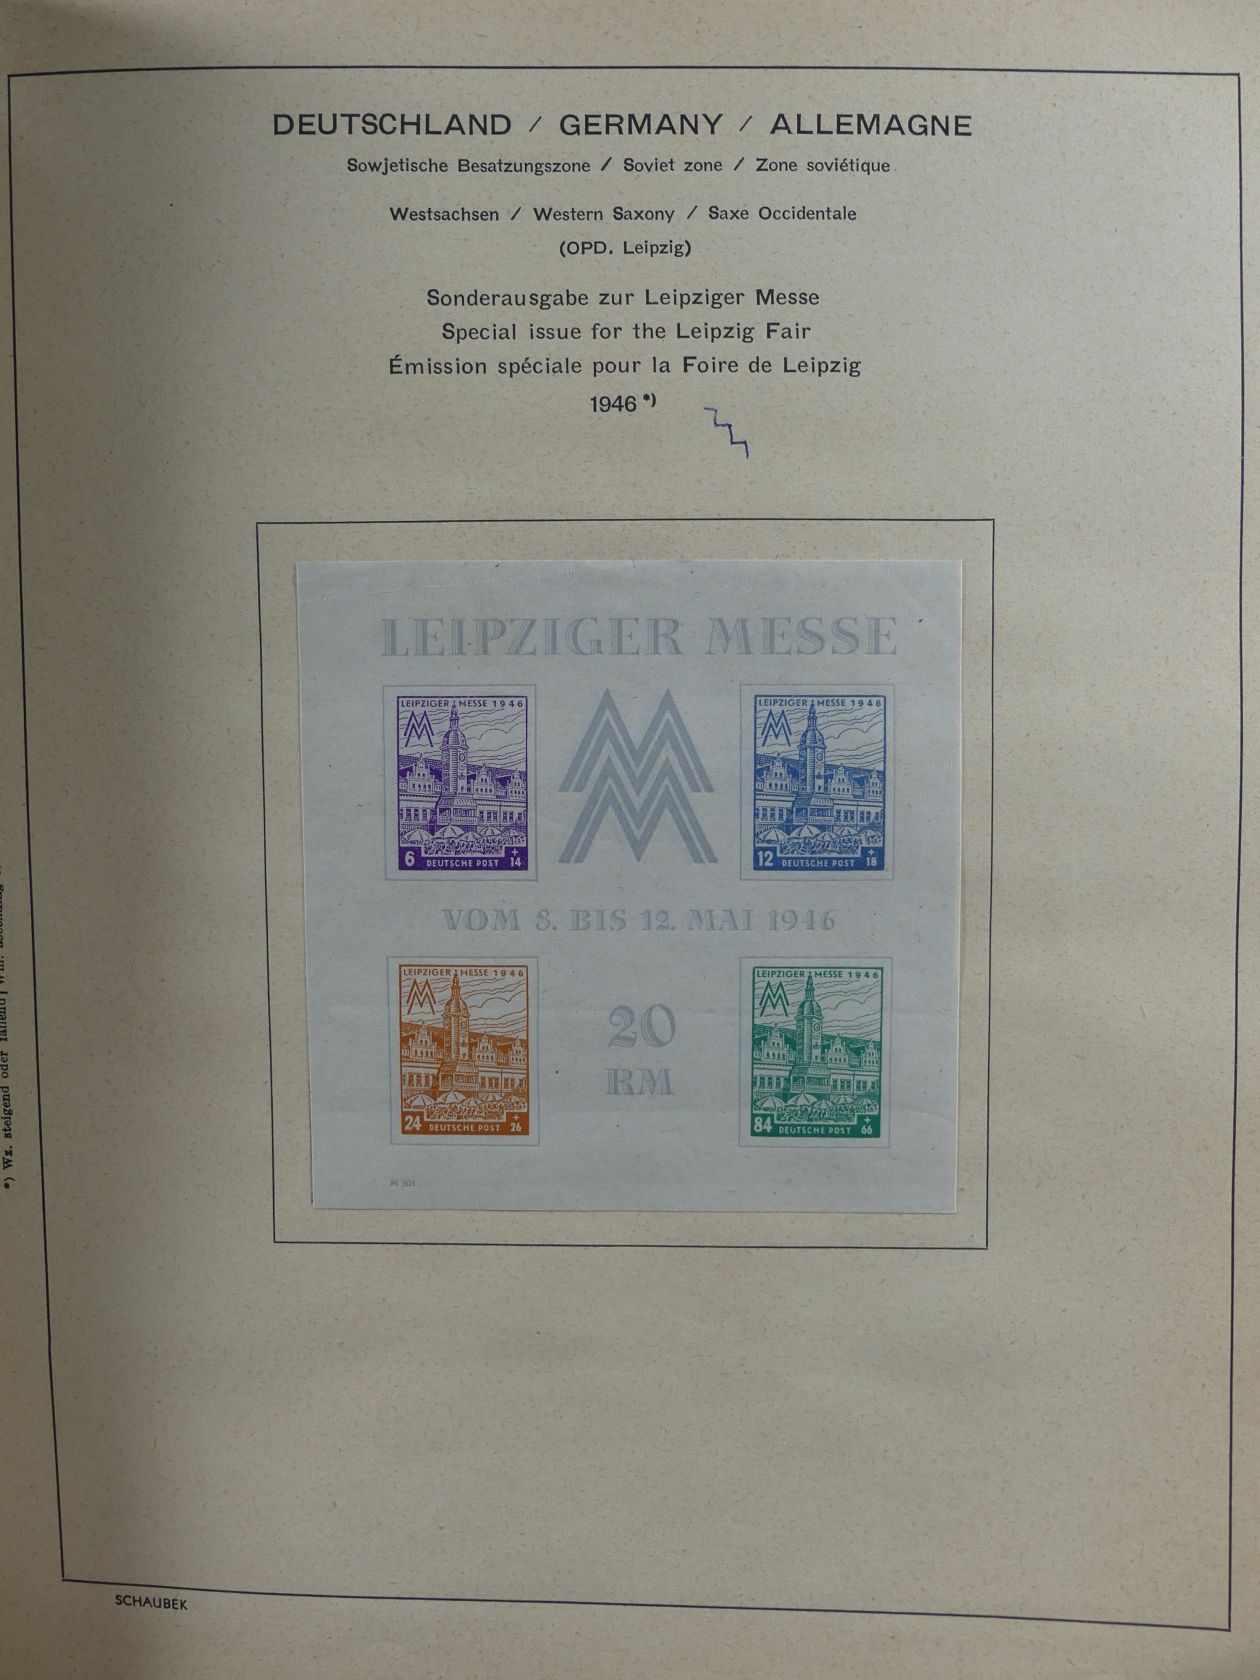 DEUTSCHLAND / GERMANY / ALLEMAGNE
Sowjetische Besatzungszone / Soviet zone / Zone soviétique
Westsachsen / Western Saxony / Saxe Occidentale
(OPD. Leipzig)
Sonderausgabe zur Leipziger Messe
Special issue for the Leipzig Fair
Émission spéciale pour la Foire de Leipzig
1946 *)
LEIPZIGER MESSE
LEIPZIGER MESSE 1946
6 DEUTSCHE POST + 14
LEIPZIGER MESSE 1946
12 DEUTSCHE POST + 18
VOM 8. BIS 12. MAI 1946
LEIPZIGER MESSE 1946
24 DEUTSCHE POST + 26
20
RM
LEIPZIGER MESSE 1946
84 DEUTSCHE POST + 66
M 301
*) Wz. steigend oder fallend
SCHAUBEK